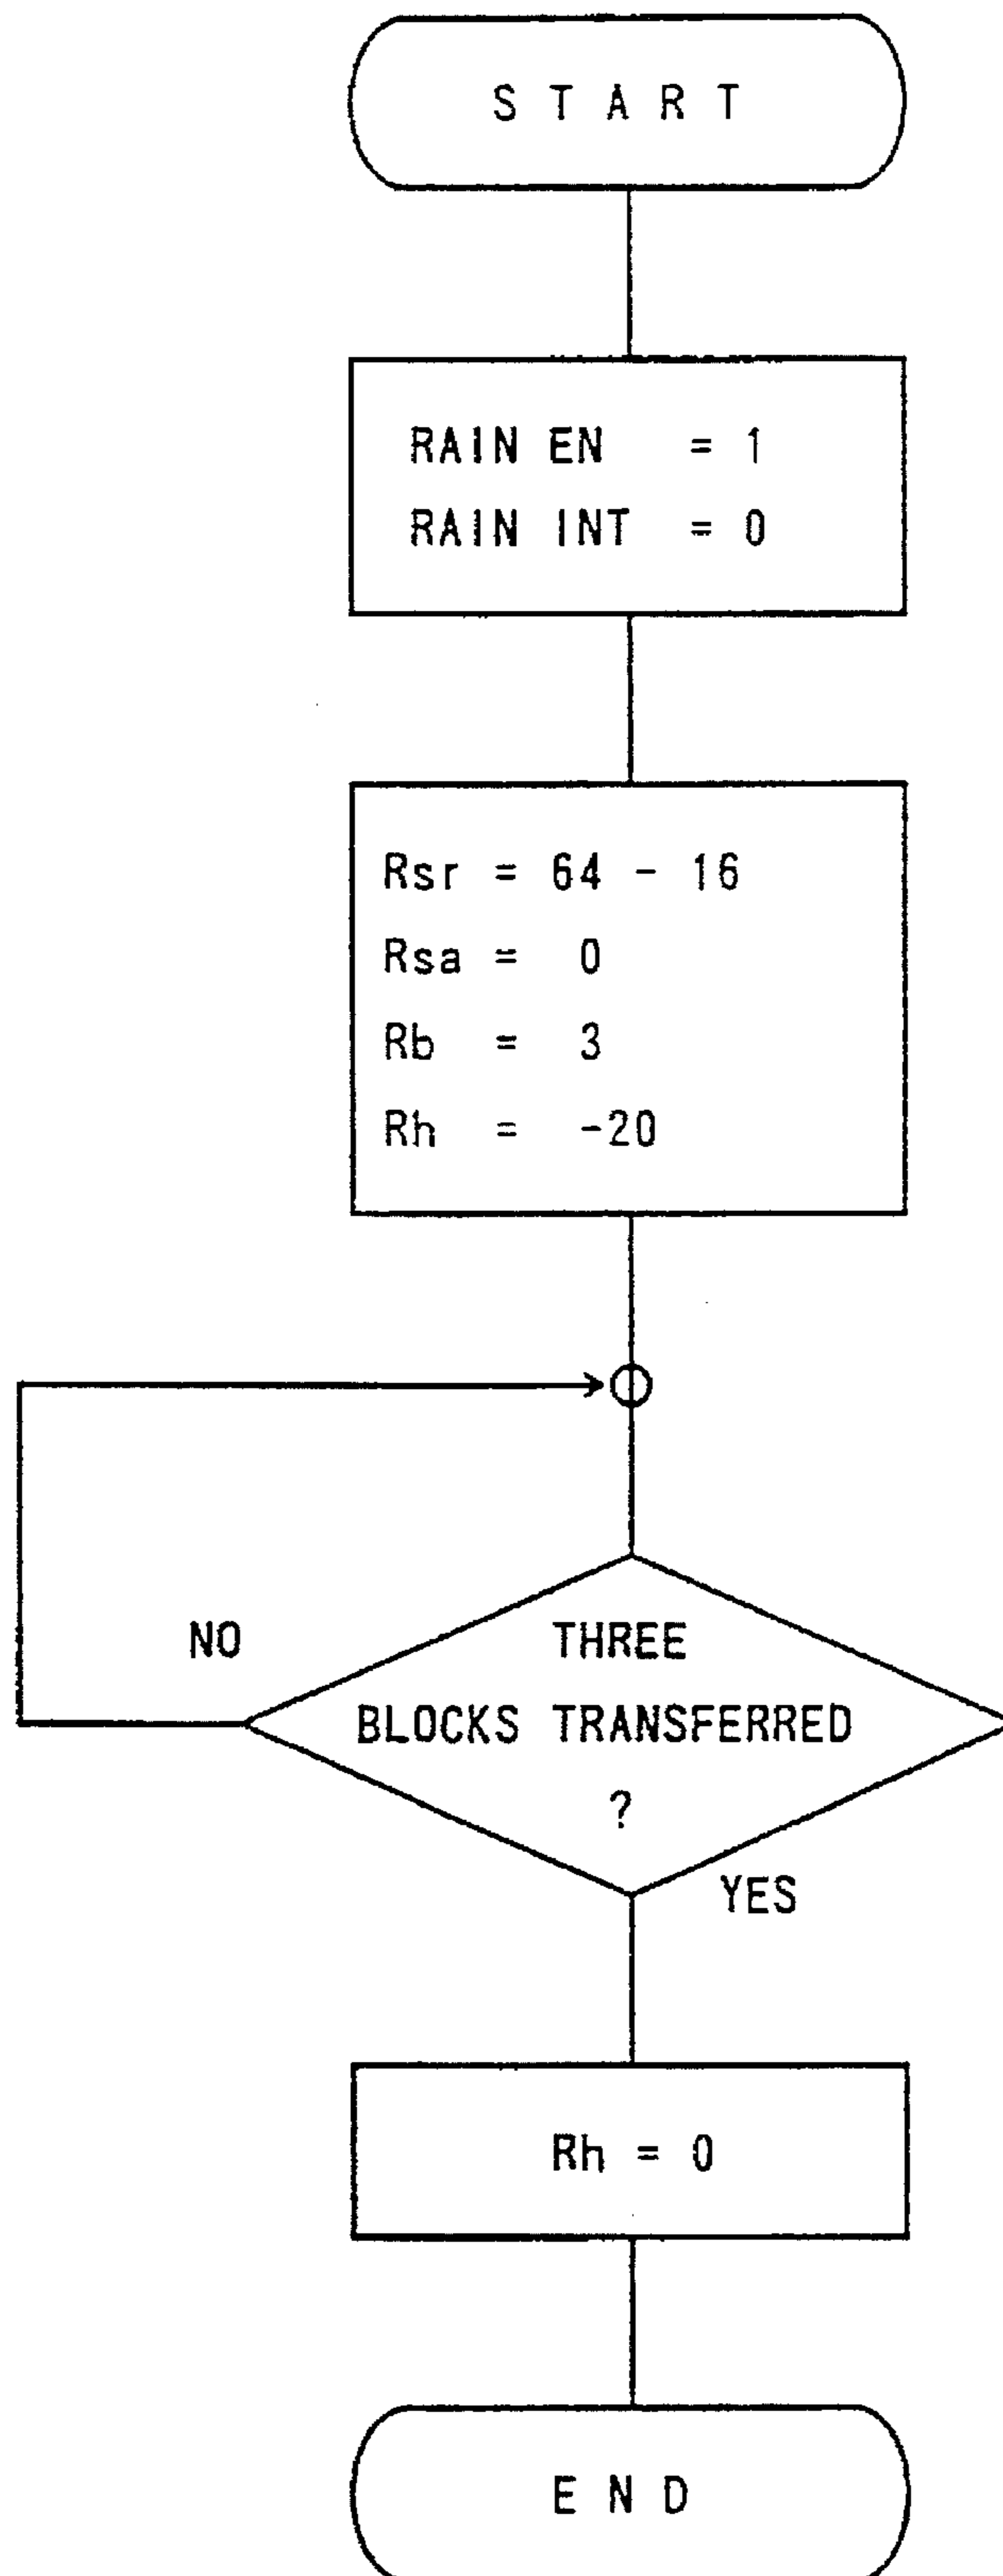 START
RAIN EN = 1
RAIN INT = 0
Rsr = 64 - 16
Rsa = 0
Rb = 3
Rh = -20
NO
THREE
BLOCKS TRANSFERRED
?
YES
Rh = 0
END